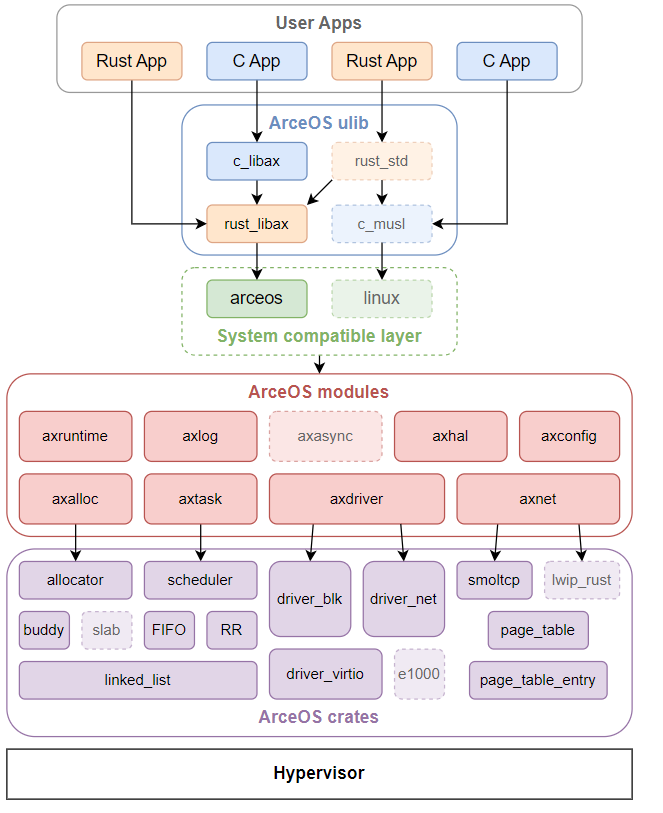 User Apps
Rust App
C App
Rust App
C App
ArceOS ulib
c_libax
rust_std
rust_libax
c_musl
arceos
linux
System compatible layer
ArceOS modules
axruntime
axlog
axasync
axhal
axconfig
axalloc
axtask
axdriver
axnet
allocator
scheduler
driver_blk
driver_net
smoltcp
lwip_rust
buddy
slab
FIFO
RR
page_table
linked_list
driver_virtio
e1000
page_table_entry
ArceOS crates
Hypervisor